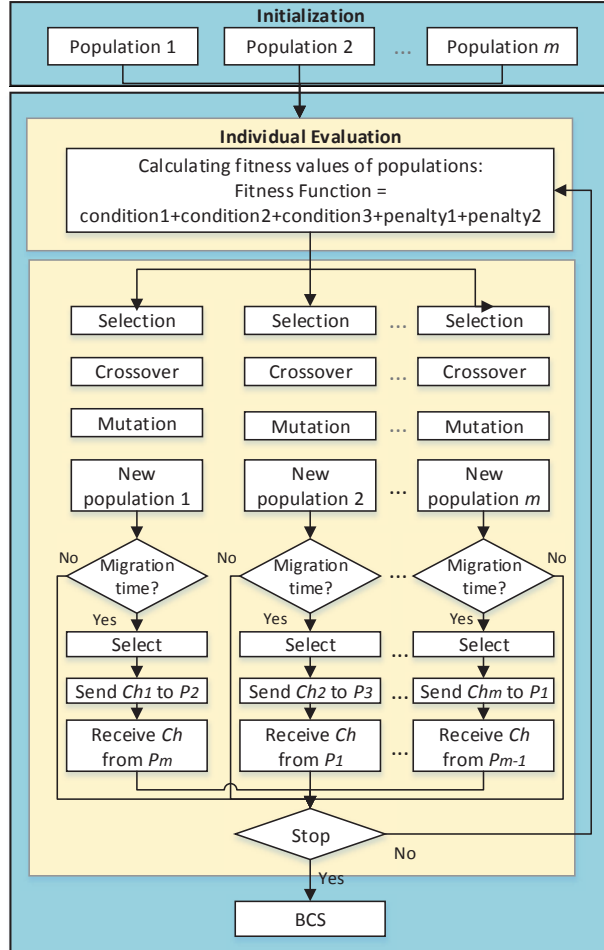 Initialization
Population 1 Population 2 ... Population m
Individual Evaluation
Calculating fitness values of populations:
Fitness Function =
condition1+condition2+condition3+penalty1+penalty2
Selection Selection ... Selection
Crossover Crossover ... Crossover
Mutation Mutation ... Mutation
New population 1 New population 2 ... New population m
No No No
Migration time? Migration time? ... Migration time?
Yes Yes Yes
Select Select ... Select
Send Ch1 to P2 Send Ch2 to P3 ... Send Chm to P1
Receive Ch from Pm Receive Ch from P1 ... Receive Ch from Pm-1
Stop
No
Yes
BCS